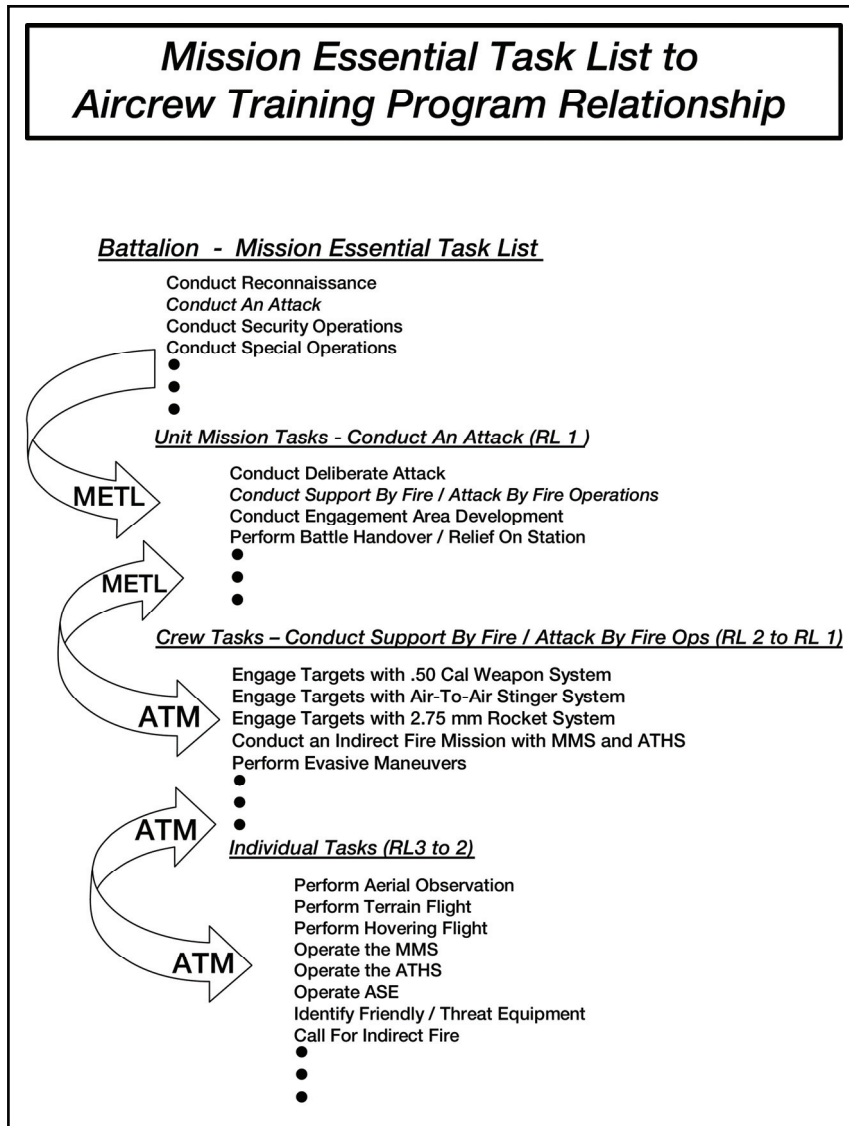 Mission Essential Task List to
Aircrew Training Program Relationship
Battalion - Mission Essential Task List
Conduct Reconnaissance
Conduct An Attack
Conduct Security Operations
Conduct Special Operations
●
●
●
Unit Mission Tasks - Conduct An Attack (RL 1 )
METL
Conduct Deliberate Attack
Conduct Support By Fire / Attack By Fire Operations
Conduct Engagement Area Development
Perform Battle Handover / Relief On Station
●
●
●
METL
Crew Tasks – Conduct Support By Fire / Attack By Fire Ops (RL 2 to RL 1)
ATM
Engage Targets with .50 Cal Weapon System
Engage Targets with Air-To-Air Stinger System
Engage Targets with 2.75 mm Rocket System
Conduct an Indirect Fire Mission with MMS and ATHS
Perform Evasive Maneuvers
●
●
●
ATM
Individual Tasks (RL3 to 2)
Perform Aerial Observation
Perform Terrain Flight
Perform Hovering Flight
Operate the MMS
ATM
Operate the ATHS
Operate ASE
Identify Friendly / Threat Equipment
Call For Indirect Fire
●
●
●